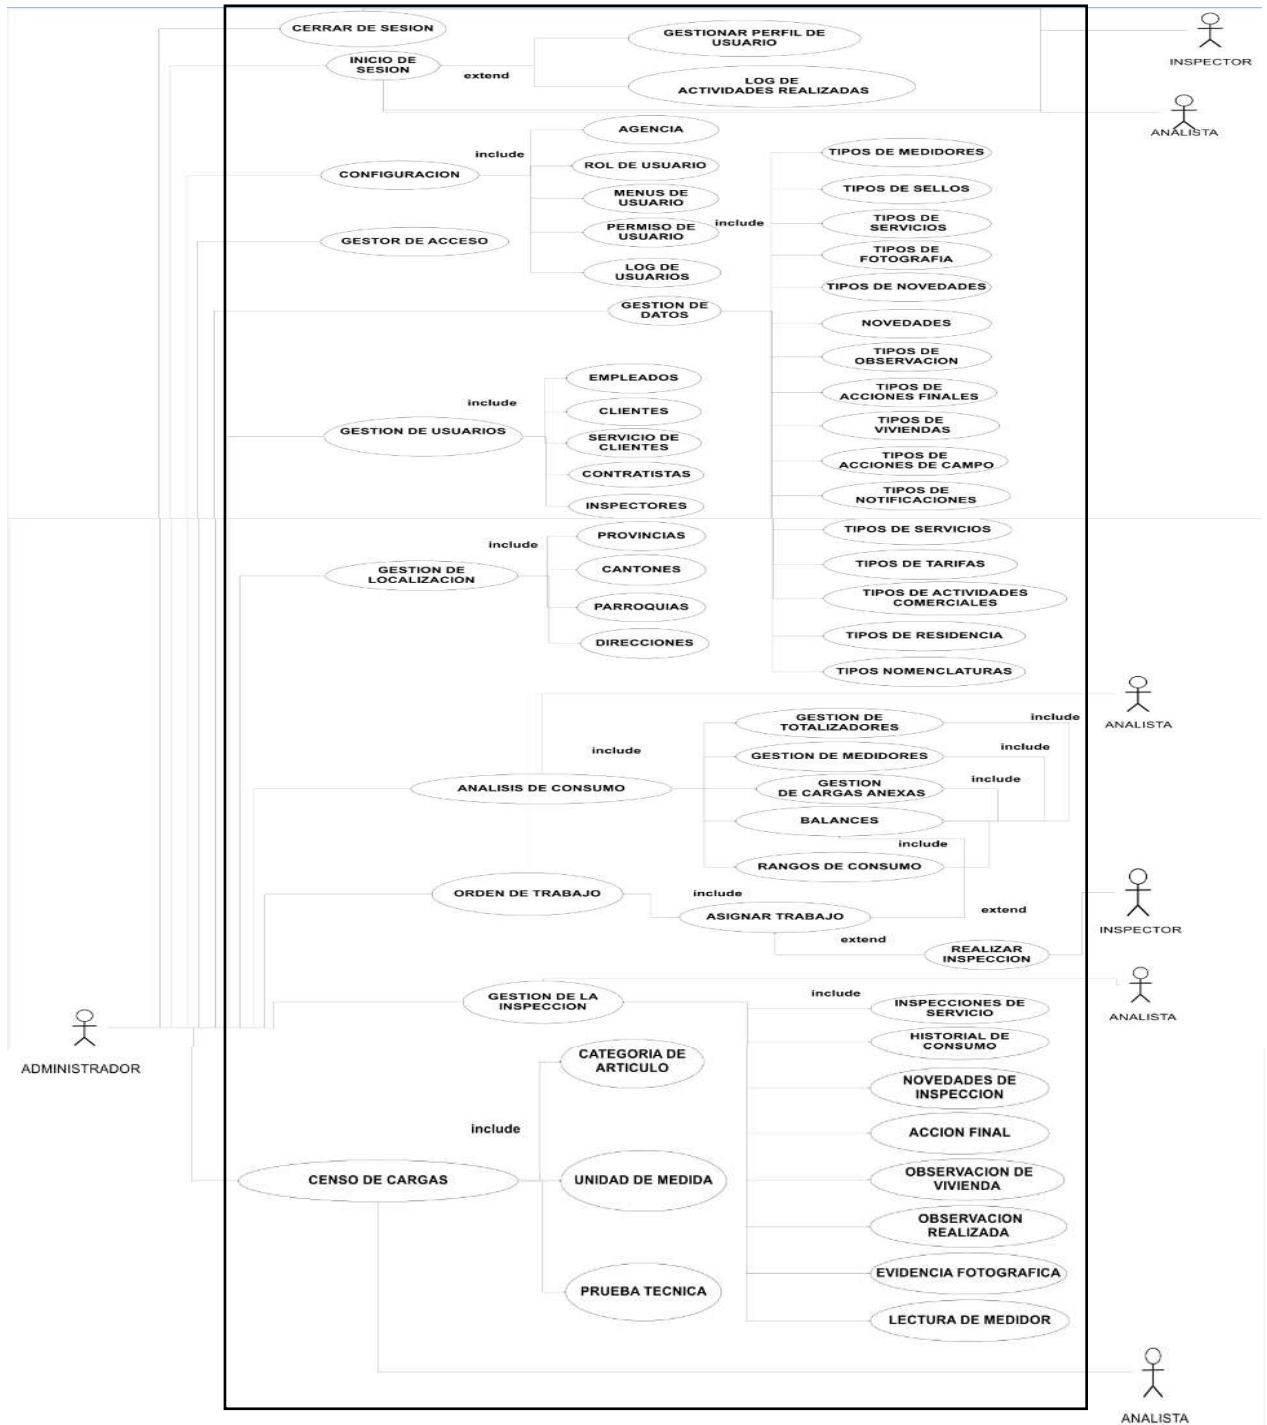 CERRAR DE SESION
INICIO DE
SESION
extend
GESTIONAR PERFIL DE
USUARIO
LOG DE
ACTIVIDADES REALIZADAS
INSPECTOR
ANALISTA
CONFIGURACION
include
AGENCIA
ROL DE USUARIO
MENUS DE
USUARIO
PERMISO DE
USUARIO
LOG DE
USUARIOS
GESTOR DE ACCESO
GESTION DE
DATOS
include
TIPOS DE MEDIDORES
TIPOS DE SELLOS
TIPOS DE
SERVICIOS
TIPOS DE
FOTOGRAFIA
TIPOS DE NOVEDADES
NOVEDADES
TIPOS DE
OBSERVACION
TIPOS DE
ACCIONES FINALES
TIPOS DE
VIVIENDAS
TIPOS DE
ACCIONES DE CAMPO
TIPOS DE
NOTIFICACIONES
TIPOS DE SERVICIOS
TIPOS DE TARIFAS
TIPOS DE ACTIVIDADES
COMERCIALES
TIPOS DE RESIDENCIA
TIPOS NOMENCLATURAS
GESTION DE USUARIOS
include
EMPLEADOS
CLIENTES
SERVICIO DE
CLIENTES
CONTRATISTAS
INSPECTORES
GESTION DE
LOCALIZACION
include
PROVINCIAS
CANTONES
PARROQUIAS
DIRECCIONES
ANALISTA
ANALISIS DE CONSUMO
include
GESTION DE
TOTALIZADORES
include
GESTION DE MEDIDORES
include
GESTION
DE CARGAS ANEXAS
include
BALANCES
include
RANGOS DE CONSUMO
ORDEN DE TRABAJO
include
ASIGNAR TRABAJO
extend
extend
REALIZAR
INSPECCION
INSPECTOR
ANALISTA
GESTION DE LA
INSPECCION
include
INSPECCIONES DE
SERVICIO
HISTORIAL DE
CONSUMO
NOVEDADES DE
INSPECCION
ACCION FINAL
OBSERVACION DE
VIVIENDA
OBSERVACION
REALIZADA
EVIDENCIA FOTOGRAFICA
LECTURA DE MEDIDOR
ADMINISTRADOR
CENSO DE CARGAS
include
CATEGORIA DE
ARTICULO
UNIDAD DE MEDIDA
PRUEBA TECNICA
ANALISTA